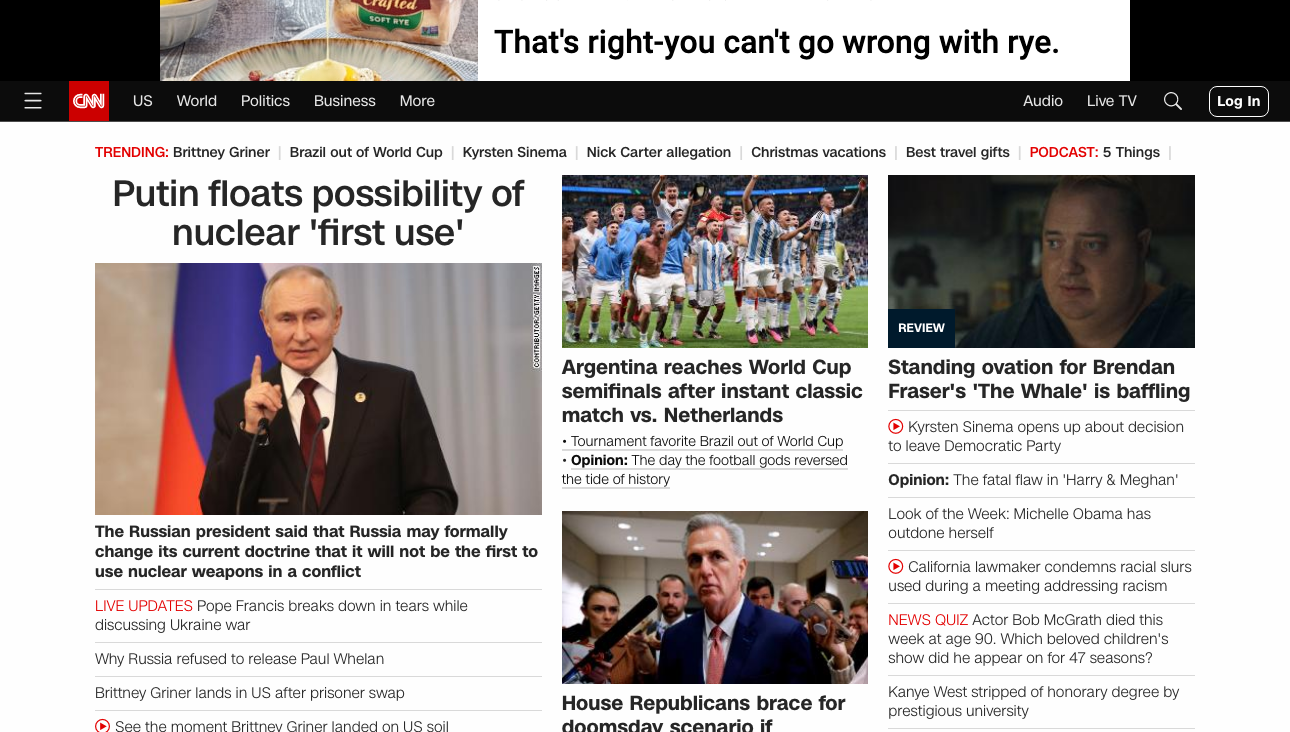 Crafted
SOFT RYE
That's right-you can't go wrong with rye.
CNN
US
World
Politics
Business
More
Audio
Live TV
Log In
TRENDING: Brittney Griner | Brazil out of World Cup | Kyrsten Sinema | Nick Carter allegation | Christmas vacations | Best travel gifts | PODCAST: 5 Things |
Putin floats possibility of
nuclear 'first use'
CONTRIBUTOR/GETTY IMAGES
The Russian president said that Russia may formally
change its current doctrine that it will not be the first to
use nuclear weapons in a conflict
LIVE UPDATES Pope Francis breaks down in tears while
discussing Ukraine war
Why Russia refused to release Paul Whelan
Brittney Griner lands in US after prisoner swap
See the moment Brittney Griner landed on US soil
Argentina reaches World Cup
semifinals after instant classic
match vs. Netherlands
• Tournament favorite Brazil out of World Cup
• Opinion: The day the football gods reversed
the tide of history
House Republicans brace for
doomsday scenario if
REVIEW
Standing ovation for Brendan
Fraser's 'The Whale' is baffling
Kyrsten Sinema opens up about decision
to leave Democratic Party
Opinion: The fatal flaw in 'Harry & Meghan'
Look of the Week: Michelle Obama has
outdone herself
California lawmaker condemns racial slurs
used during a meeting addressing racism
NEWS QUIZ Actor Bob McGrath died this
week at age 90. Which beloved children's
show did he appear on for 47 seasons?
Kanye West stripped of honorary degree by
prestigious university